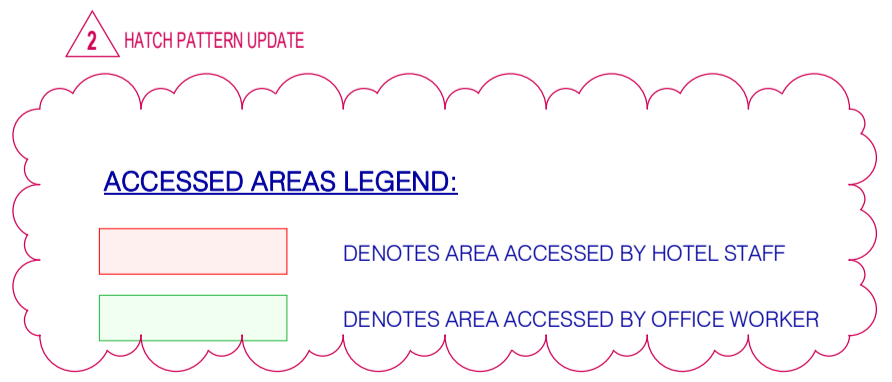 2 HATCH PATTERN UPDATE
ACCESSED AREAS LEGEND:
DENOTES AREA ACCESSED BY HOTEL STAFF
DENOTES AREA ACCESSED BY OFFICE WORKER